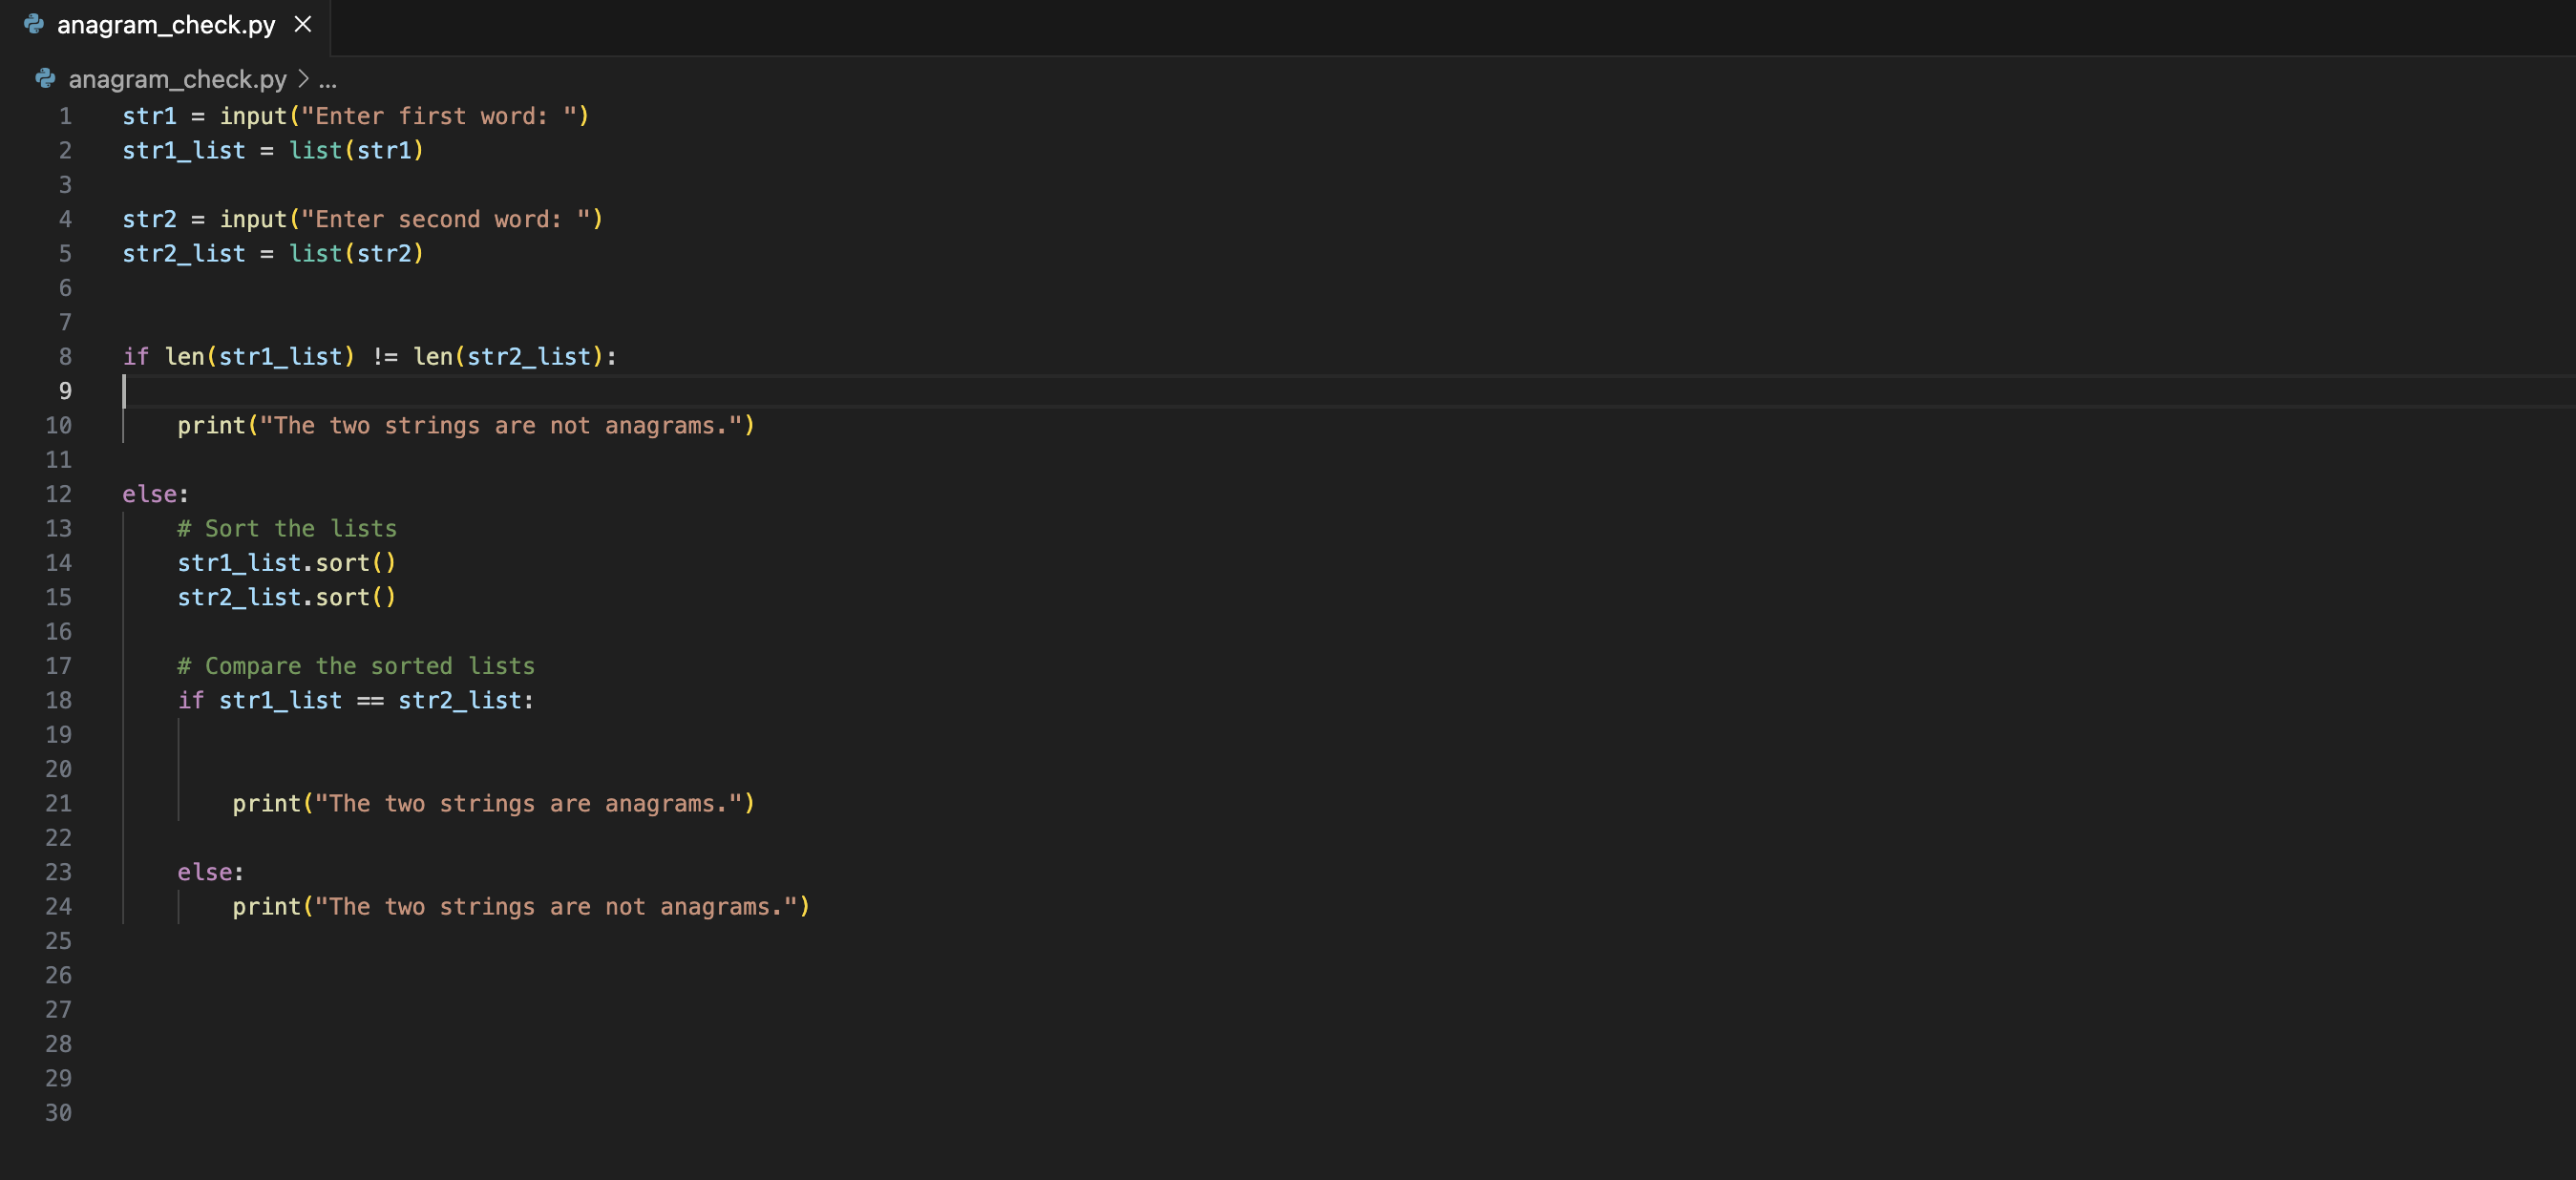 anagram_check.py
anagram_check.py > ...
1 str1 = input("Enter first word: ")
2 str1_list = list(str1)
3
4 str2 = input("Enter second word: ")
5 str2_list = list(str2)
6
7
8 if len(str1_list) != len(str2_list):
9
10     print("The two strings are not anagrams.")
11
12 else:
13     # Sort the lists
14     str1_list.sort()
15     str2_list.sort()
16
17     # Compare the sorted lists
18     if str1_list == str2_list:
19
20
21         print("The two strings are anagrams.")
22
23     else:
24         print("The two strings are not anagrams.")
25
26
27
28
29
30